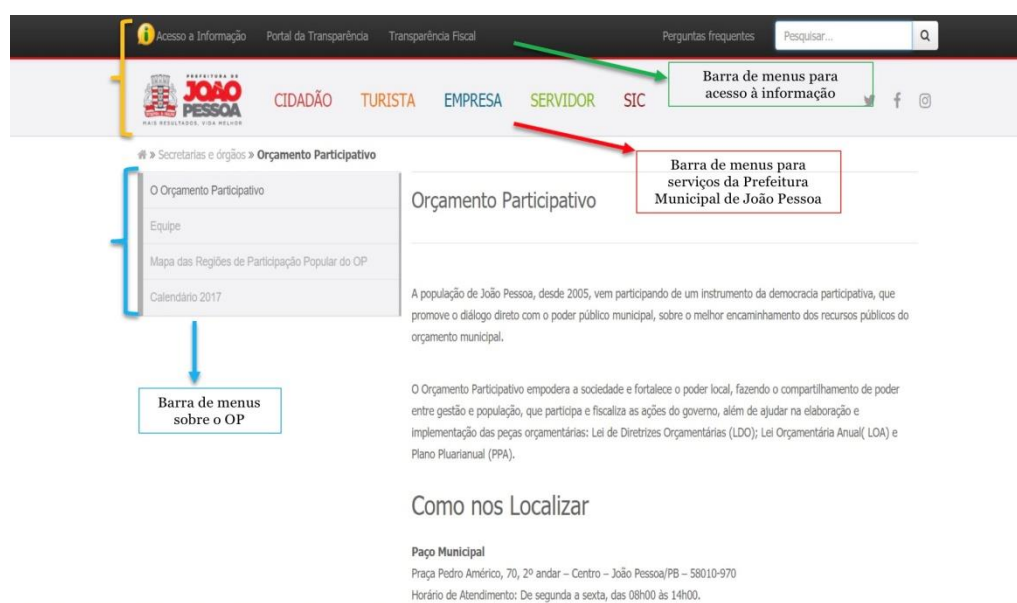 Acesso a Informação Portal da Transparência Transparência Fiscal Perguntas frequentes Pesquisar...
Barra de menus para
acesso à informação
PREFEITURA DE
JOÃO
PESSOA
MAIS RESULTADOS, VIDA MELHOR
CIDADÃO TURISTA EMPRESA SERVIDOR SIC
» Secretarias e órgãos » Orçamento Participativo
Barra de menus para
serviços da Prefeitura
Municipal de João Pessoa
O Orçamento Participativo
Equipe
Mapa das Regiões de Participação Popular do OP
Calendário 2017
Barra de menus
sobre o OP
Orçamento Participativo
A população de João Pessoa, desde 2005, vem participando de um instrumento da democracia participativa, que
promove o diálogo direto com o poder público municipal, sobre o melhor encaminhamento dos recursos públicos do
orçamento municipal.
O Orçamento Participativo empodera a sociedade e fortalece o poder local, fazendo o compartilhamento de poder
entre gestão e população, que participa e fiscaliza as ações do governo, além de ajudar na elaboração e
implementação das peças orçamentárias: Lei de Diretrizes Orçamentárias (LDO); Lei Orçamentária Anual( LOA) e
Plano Pluarianual (PPA).
Como nos Localizar
Paço Municipal
Praça Pedro Américo, 70, 2º andar – Centro – João Pessoa/PB – 58010-970
Horário de Atendimento: De segunda a sexta, das 08h00 às 14h00.